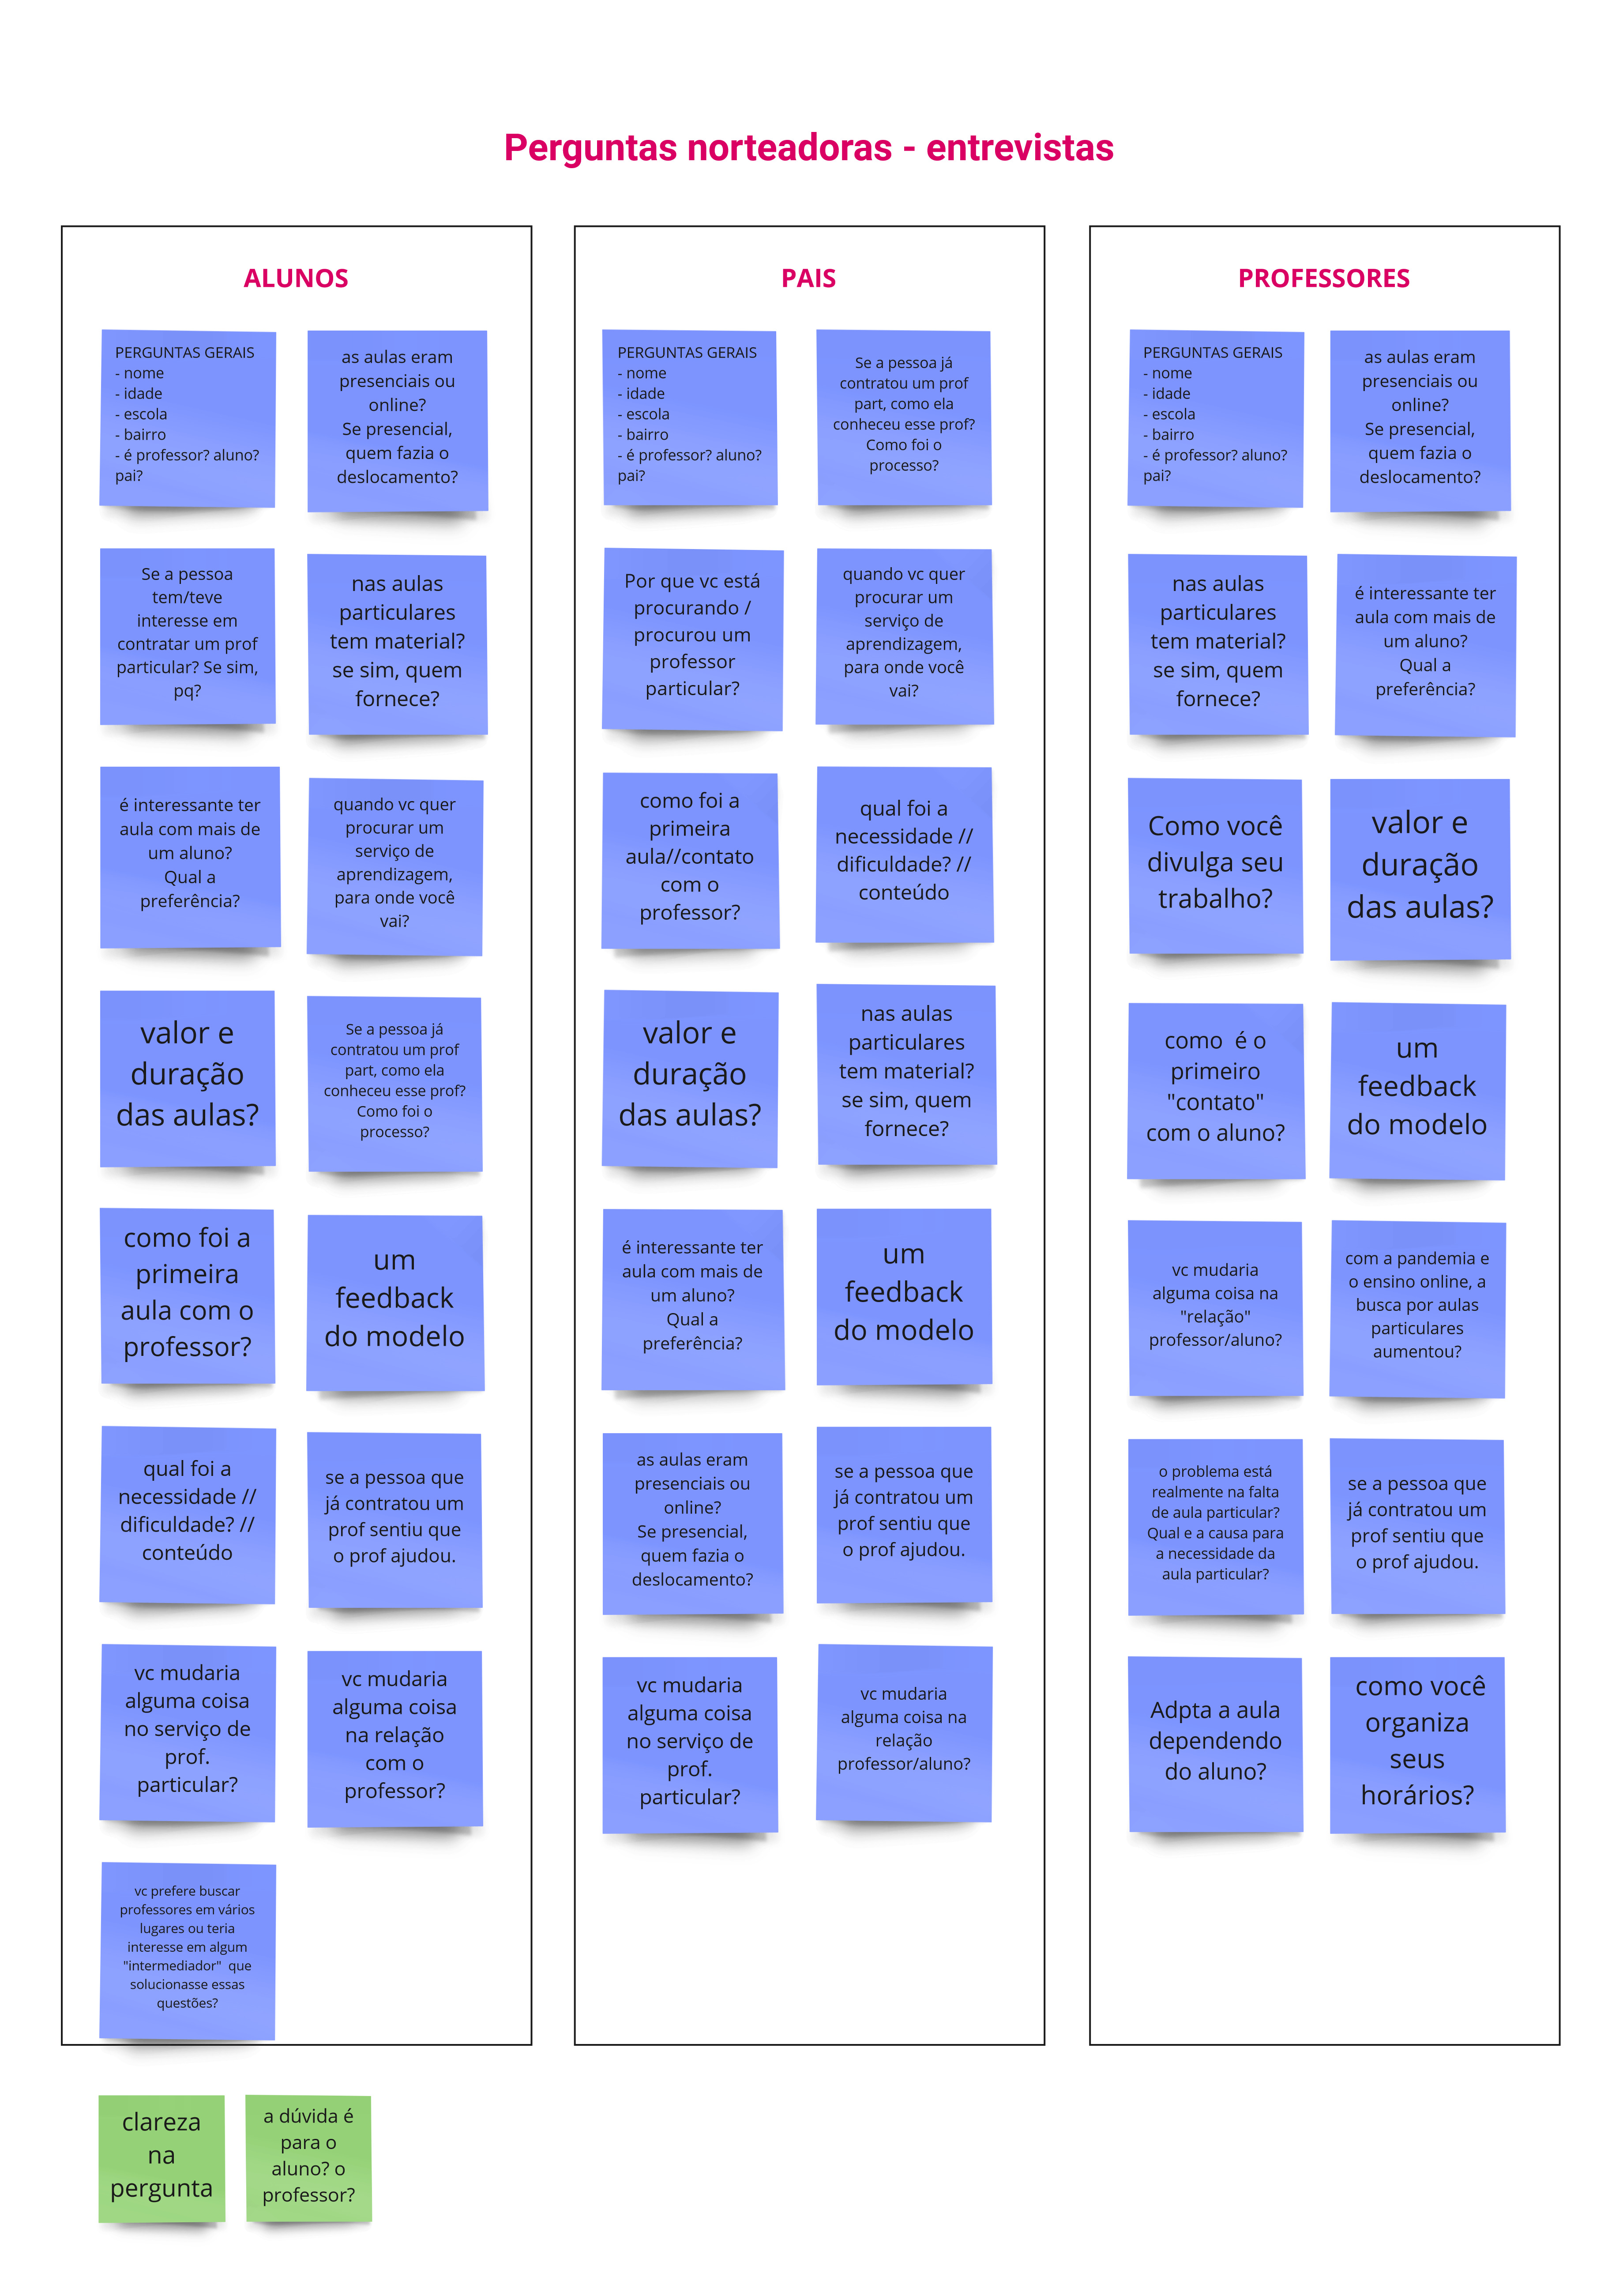 Perguntas norteadoras - entrevistas
ALUNOS
PERGUNTAS GERAIS
- nome
- idade
- escola
- bairro
- é professor? aluno?
pai?
as aulas eram
presenciais ou
online?
Se presencial,
quem fazia o
deslocamento?
Se a pessoa
tem/teve
interesse em
contratar um prof
particular? Se sim,
pq?
nas aulas
particulares
tem material?
se sim, quem
fornece?
é interessante ter
aula com mais de
um aluno?
Qual a
preferência?
quando vc quer
procurar um
serviço de
aprendizagem,
para onde você
vai?
valor e
duração
das aulas?
Se a pessoa já
contratou um prof
part, como ela
conheceu esse prof?
Como foi o
processo?
como foi a
primeira
aula com o
professor?
um
feedback
do modelo
qual foi a
necessidade //
dificuldade? //
conteúdo
se a pessoa que
já contratou um
prof sentiu que
o prof ajudou.
vc mudaria
alguma coisa
no serviço de
prof.
particular?
vc mudaria
alguma coisa
na relação
com o
professor?
vc prefere buscar
professores em vários
lugares ou teria
interesse em algum
"intermediador"  que
solucionasse essas
questões?
PAIS
PERGUNTAS GERAIS
- nome
- idade
- escola
- bairro
- é professor? aluno?
pai?
Se a pessoa já
contratou um prof
part, como ela
conheceu esse prof?
Como foi o
processo?
Por que vc está
procurando /
procurou um
professor
particular?
quando vc quer
procurar um
serviço de
aprendizagem,
para onde você
vai?
como foi a
primeira
aula//contato
com o
professor?
qual foi a
necessidade //
dificuldade? //
conteúdo
valor e
duração
das aulas?
nas aulas
particulares
tem material?
se sim, quem
fornece?
é interessante ter
aula com mais de
um aluno?
Qual a
preferência?
um
feedback
do modelo
as aulas eram
presenciais ou
online?
Se presencial,
quem fazia o
deslocamento?
se a pessoa que
já contratou um
prof sentiu que
o prof ajudou.
vc mudaria
alguma coisa
no serviço de
prof.
particular?
vc mudaria
alguma coisa na
relação
professor/aluno?
PROFESSORES
PERGUNTAS GERAIS
- nome
- idade
- escola
- bairro
- é professor? aluno?
pai?
as aulas eram
presenciais ou
online?
Se presencial,
quem fazia o
deslocamento?
nas aulas
particulares
tem material?
se sim, quem
fornece?
é interessante ter
aula com mais de
um aluno?
Qual a
preferência?
Como você
divulga seu
trabalho?
valor e
duração
das aulas?
como  é o
primeiro
"contato"
com o aluno?
um
feedback
do modelo
vc mudaria
alguma coisa na
"relação"
professor/aluno?
com a pandemia e
o ensino online, a
busca por aulas
particulares
aumentou?
o problema está
realmente na falta
de aula particular?
Qual e a causa para
a necessidade da
aula particular?
se a pessoa que
já contratou um
prof sentiu que
o prof ajudou.
Adpta a aula
dependendo
do aluno?
como você
organiza
seus
horários?
clareza
na
pergunta
a dúvida é
para o
aluno? o
professor?